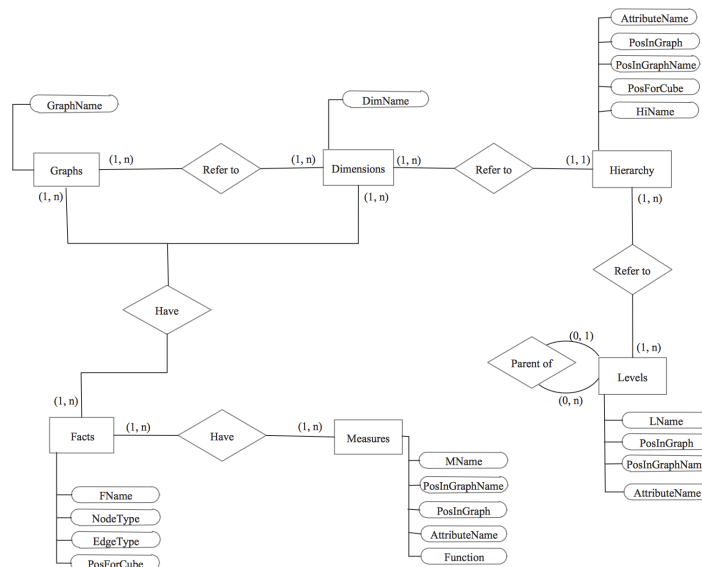 AttributeName
PosInGraph
PosInGraphName
PosForCube
HiName
GraphName
DimName
Graphs
(1, n)
Refer to
(1, n)
Dimensions
(1, n)
Refer to
(1, 1)
Hierarchy
(1, n)
(1, n)
(1, n)
Refer to
Have
(0, 1)
(1, n)
Parent of
Levels
(0, n)
(1, n)
LName
PosInGraph
PosInGraphNam
AttributeName
Facts
(1, n)
Have
(1, n)
Measures
MName
PosInGraphName
PosInGraph
AttributeName
Function
FName
NodeType
EdgeType
PosForCube